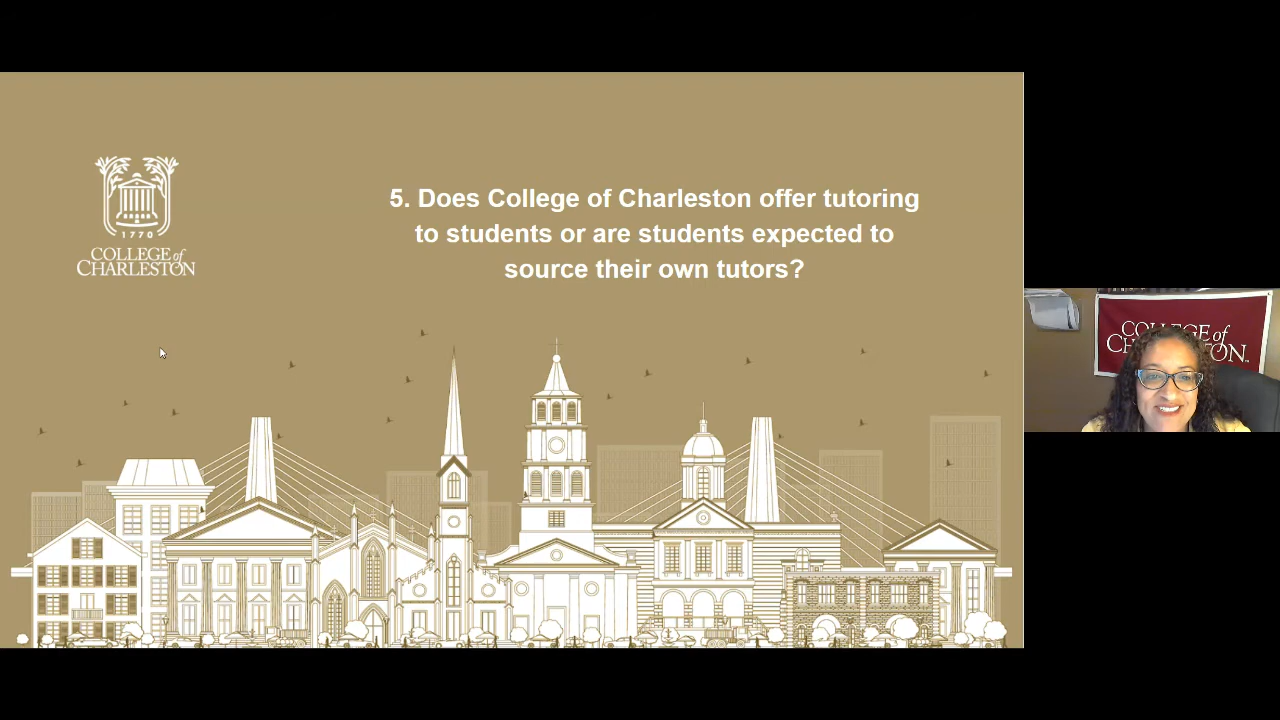 5. Does College of Charleston offer tutoring
to students or are students expected to
source their own tutors?
1770
COLLEGE of
CHARLESTON
COLLEGE of
CHARLESTON